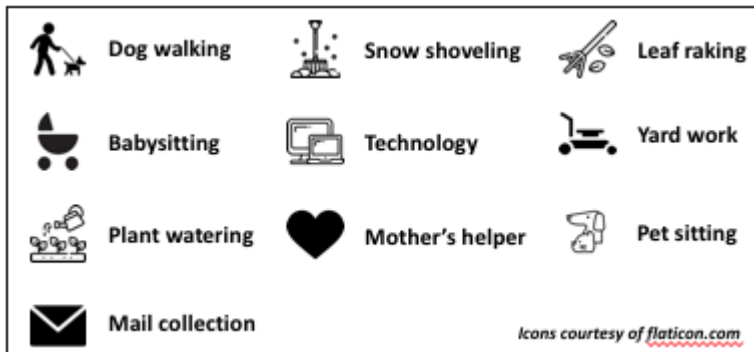 Dog walking
Snow shoveling
Leaf raking
Babysitting
Technology
Yard work
Plant watering
Mother's helper
Pet sitting
Mail collection
Icons courtesy of flaticon.com